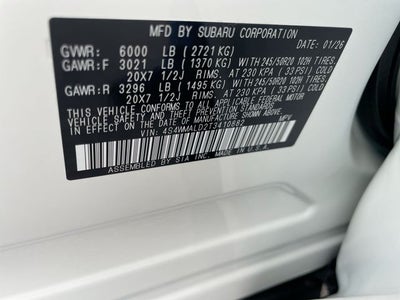 MFD BY SUBARU CORPORATION DATE 01/26
GVWR: 6000 LB (2721 KG)
GAWR:F 3021 LB (1370 KG) WITH 245/50R20 102H TIRES,
20X7 1/2J RIMS, AT 230 KPA (33 PSI) COLD
GAWR:R 3296 LB (1495 KG) WITH 245/50R20 102H TIRES,
20X7 1/2J RIMS, AT 230 KPA (33 PSI) COLD
THIS VEHICLE CONFORMS TO ALL APPLICABLE FEDERAL MOTOR
VEHICLE SAFETY STANDARDS IN EFFECT ON THE DATE
OF MANUFACTURE SHOWN ABOVE.
VIN: MPV
ASSEMBLED BY SIA INC. IN U.S.A.